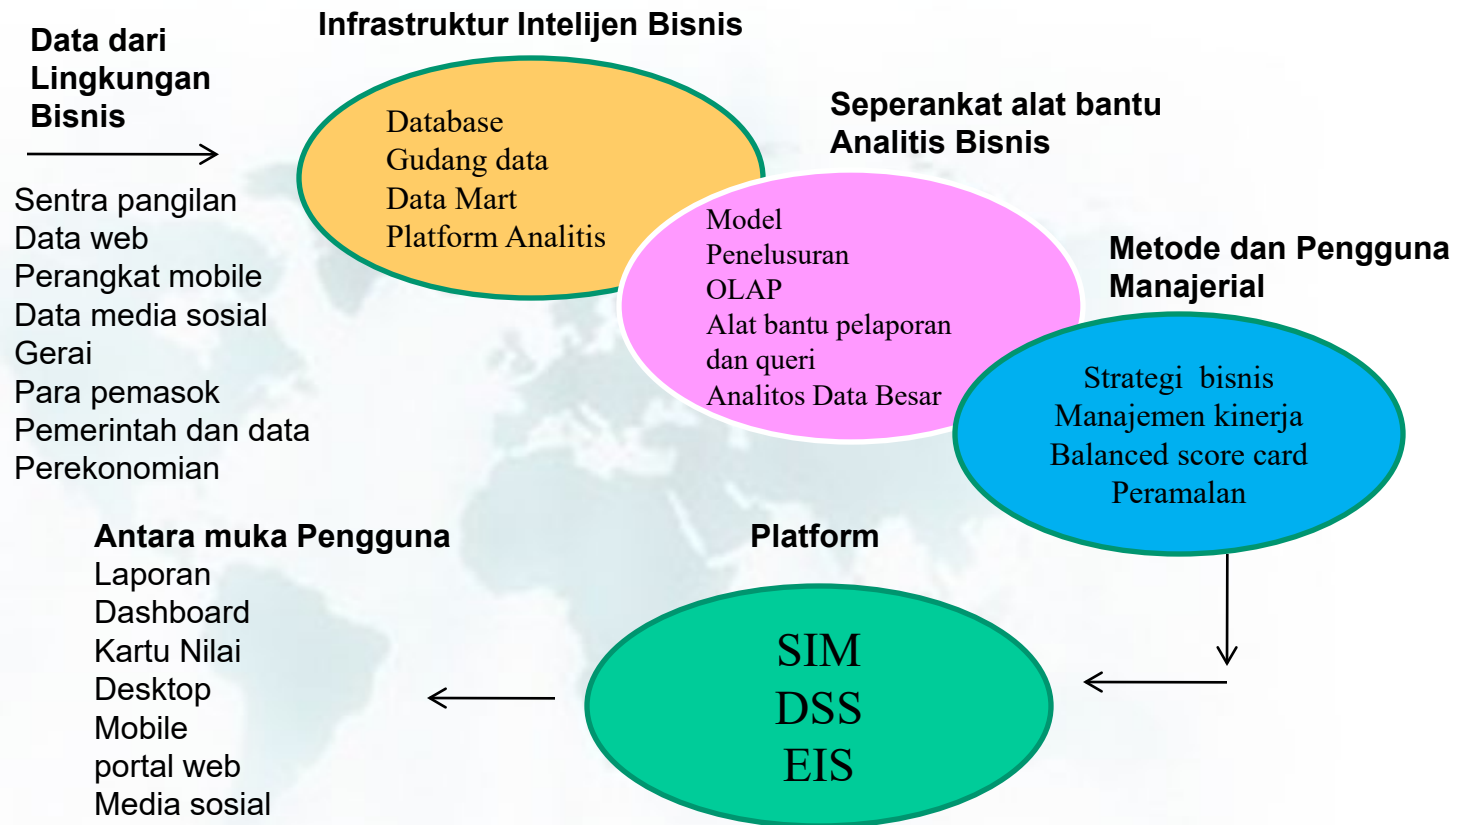 Data dari
Lingkungan
Bisnis
Sentra pangilan
Data web
Perangkat mobile
Data media sosial
Gerai
Para pemasok
Pemerintah dan data
Perekonomian
Infrastruktur Intelijen Bisnis
Database
Gudang data
Data Mart
Platform Analitis
Seperankat alat bantu
Analitis Bisnis
Model
Penelusuran
OLAP
Alat bantu pelaporan
dan queri
Analitos Data Besar
Metode dan Pengguna
Manajerial
Strategi bisnis
Manajemen kinerja
Balanced score card
Peramalan
Platform
SIM
DSS
EIS
Antara muka Pengguna
Laporan
Dashboard
Kartu Nilai
Desktop
Mobile
portal web
Media sosial